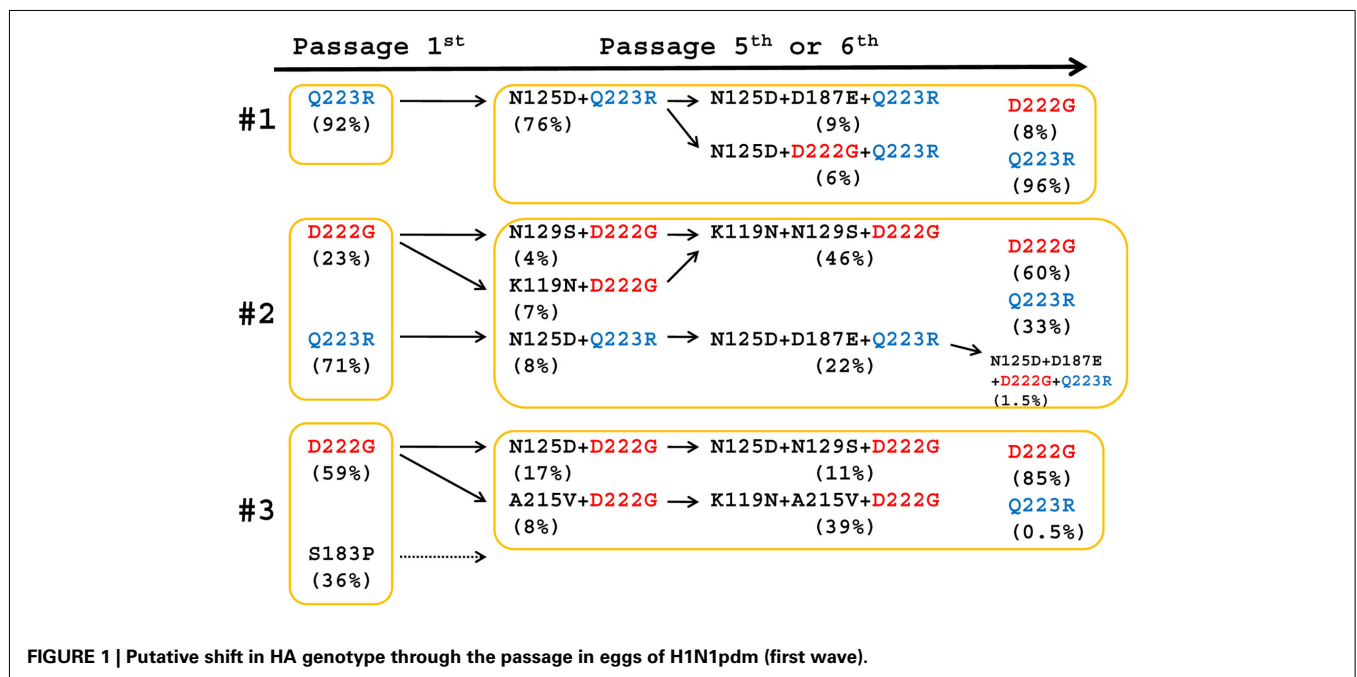 Passage 1st Passage 5th or 6th
#1
Q223R
(92%)
N125D+Q223R
(76%)
N125D+D187E+Q223R
(9%)
N125D+D222G+Q223R
(6%)
D222G
(8%)
Q223R
(96%)
#2
D222G
(23%)
Q223R
(71%)
N129S+D222G
(4%)
K119N+D222G
(7%)
K119N+N129S+D222G
(46%)
N125D+Q223R
(8%)
N125D+D187E+Q223R
(22%)
N125D+D187E
+D222G+Q223R
(1.5%)
D222G
(60%)
Q223R
(33%)
#3
D222G
(59%)
S183P
(36%)
N125D+D222G
(17%)
N125D+N129S+D222G
(11%)
A215V+D222G
(8%)
K119N+A215V+D222G
(39%)
D222G
(85%)
Q223R
(0.5%)
FIGURE 1 | Putative shift in HA genotype through the passage in eggs of H1N1pdm (first wave).